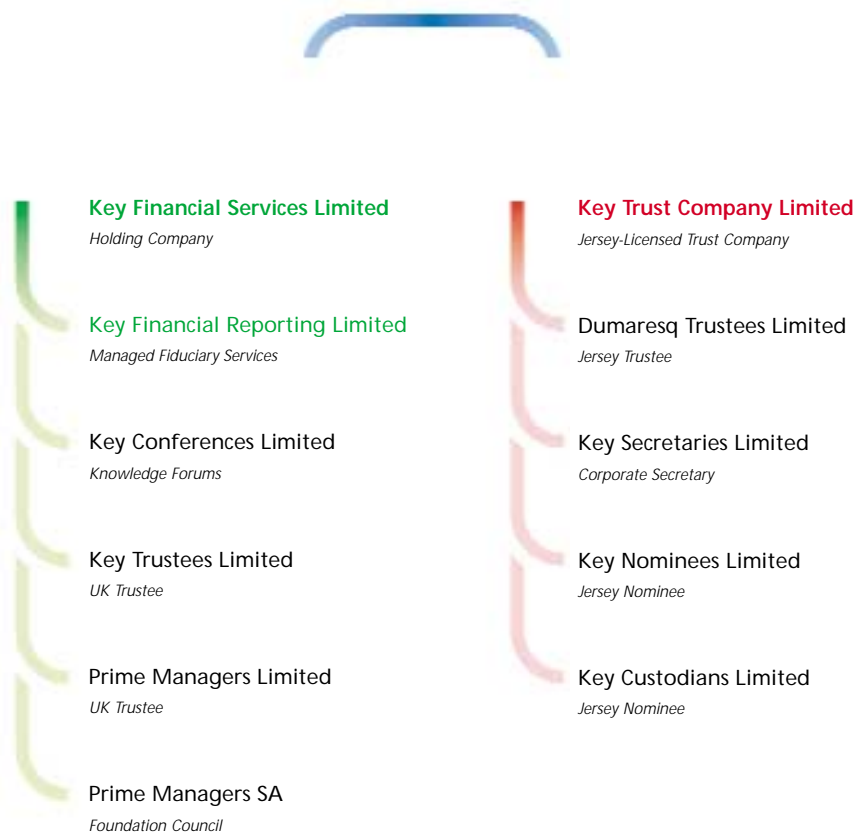 Key Financial Services Limited
Holding Company
Key Financial Reporting Limited
Managed Fiduciary Services
Key Conferences Limited
Knowledge Forums
Key Trustees Limited
UK Trustee
Prime Managers Limited
UK Trustee
Prime Managers SA
Foundation Council
Key Trust Company Limited
Jersey-Licensed Trust Company
Dumaresq Trustees Limited
Jersey Trustee
Key Secretaries Limited
Corporate Secretary
Key Nominees Limited
Jersey Nominee
Key Custodians Limited
Jersey Nominee